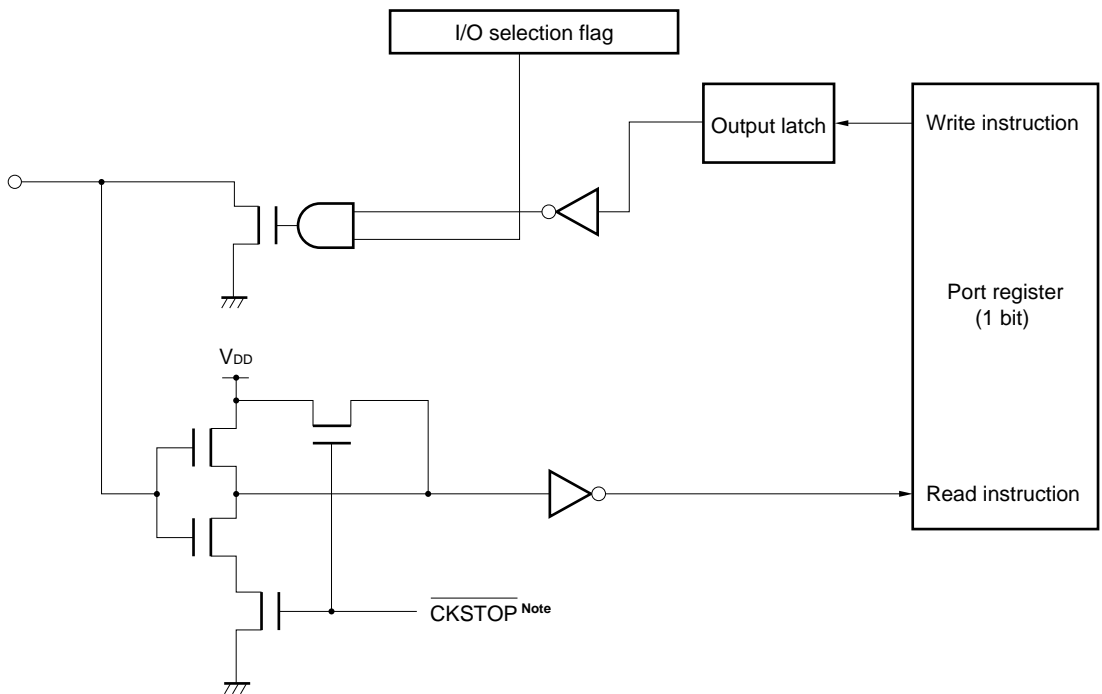 I/O selection flag
Output latch
Write instruction
Port register
(1 bit)
VDD
Read instruction
CKSTOP Note